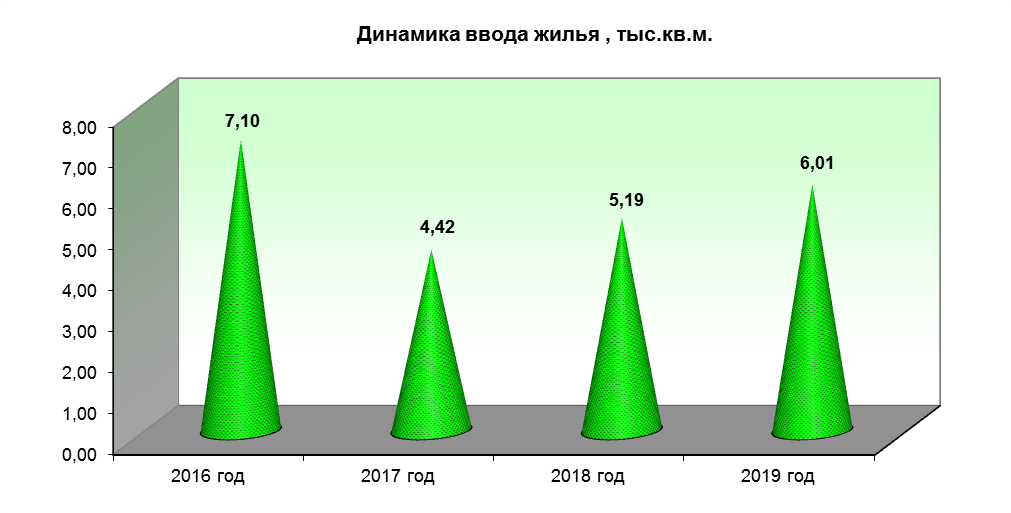 Динамика ввода жилья , тыс.кв.м.
8,00
7,00
6,00
5,00
4,00
3,00
2,00
1,00
0,00
7,10
4,42
5,19
6,01
2016 год
2017 год
2018 год
2019 год